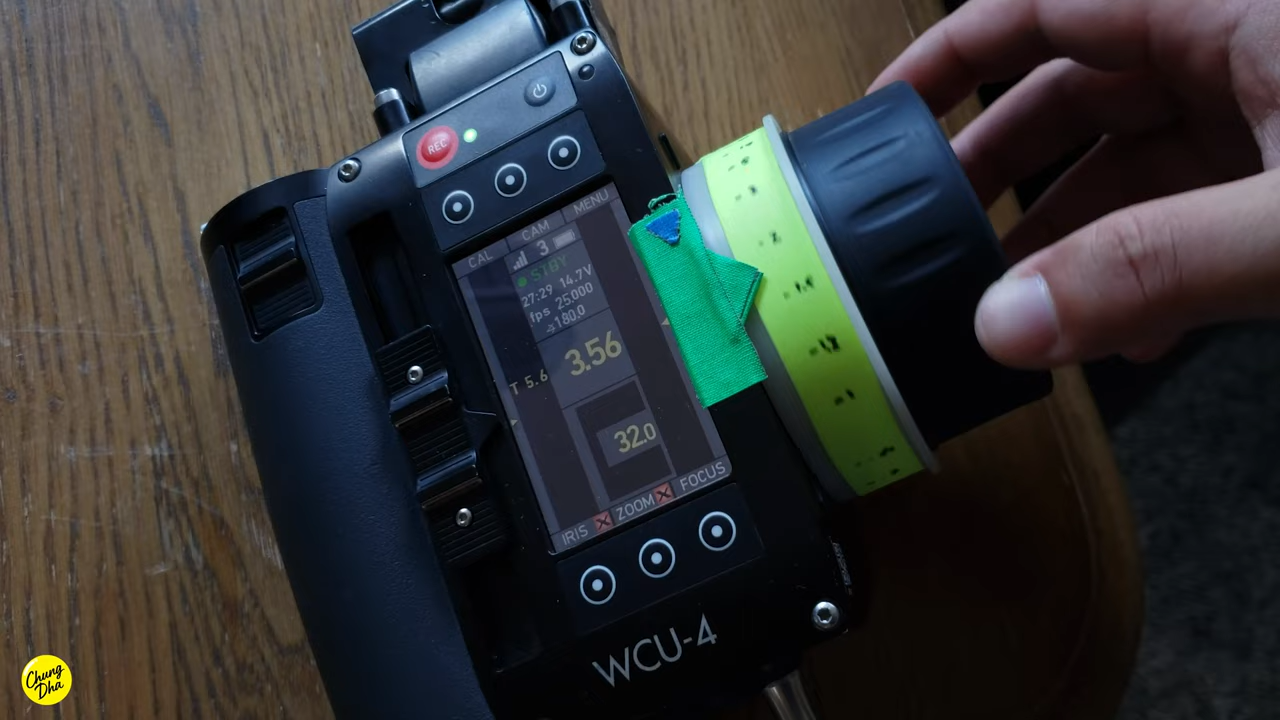 REC
CAL CAM MENU
3
STBY
27:29 14.7V
fps 25.000
180.0
T 5.6 3.56
32.0
IRIS ZOOM FOCUS
WCU-4
Chung
Dha